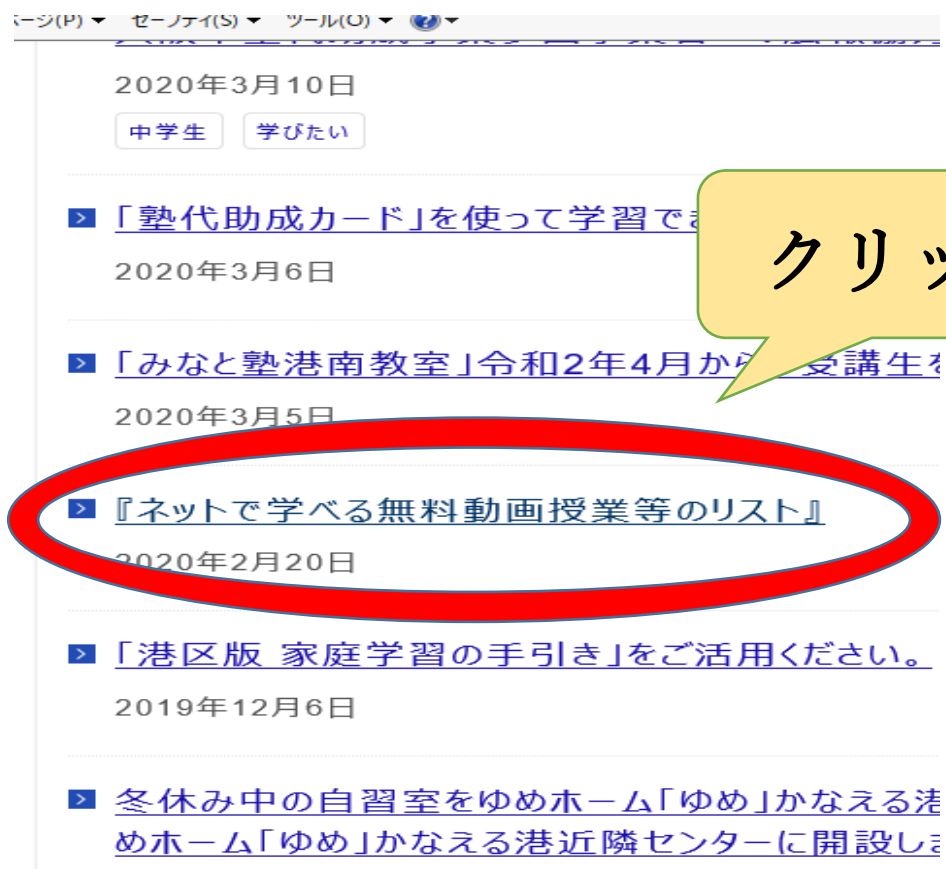 ージ(P) セーフティ(S) ツール(O)
2020年3月10日
中学生 学びたい
「塾代助成カード」を使って学習でき
クリッ
2020年3月6日
「みなと塾港南教室」令和2年4月から 受講生を
2020年3月5日
『ネットで学べる無料動画授業等のリスト』
2020年2月20日
「港区版 家庭学習の手引き」をご活用ください。
2019年12月6日
冬休み中の自習室をゆめホーム「ゆめ」かなえる港
めホーム「ゆめ」かなえる港近隣センターに開設しま